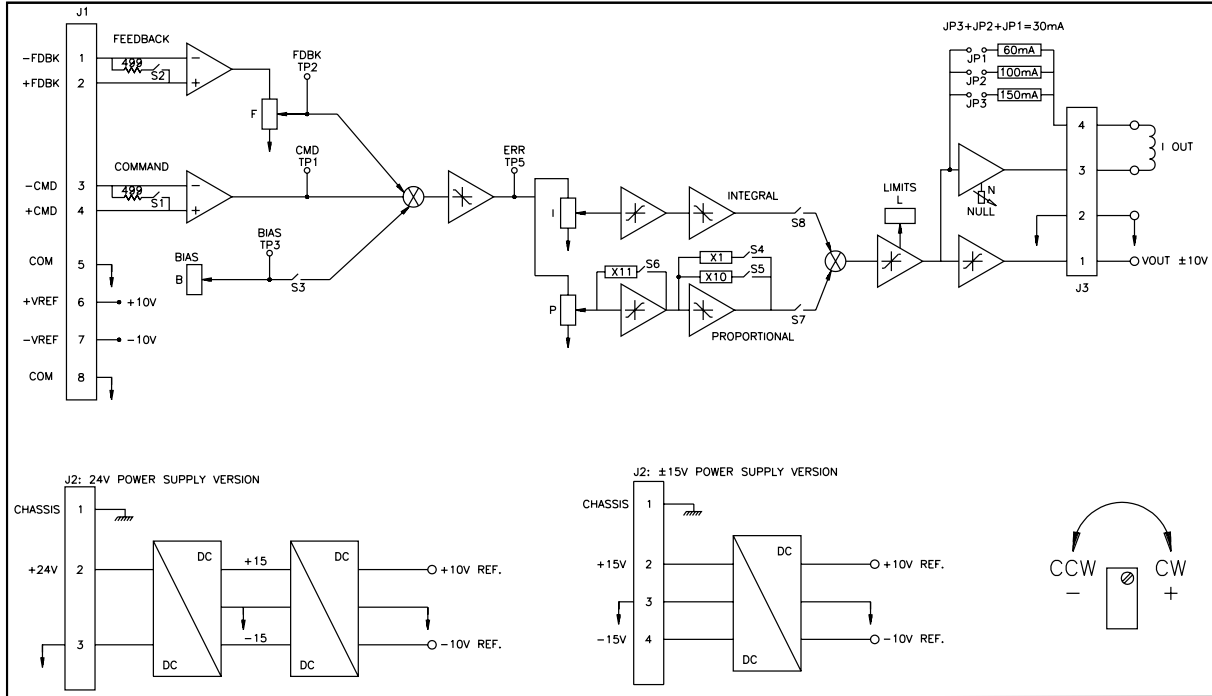 J1
FEEDBACK
-FDBK 1
499
S2
+FDBK 2
FDBK
TP2
F
COMMAND
-CMD 3
499
S1
+CMD 4
CMD
TP1
BIAS
TP3
BIAS
B
S3
COM 5
+VREF 6 +10V
-VREF 7 -10V
COM 8
ERR
TP5
I
P
INTEGRAL
S8
X11
S6
X1
S4
X10
S5
S7
PROPORTIONAL
LIMITS
L
JP3+JP2+JP1=30mA
JP1 60mA
JP2 100mA
JP3 150mA
N
NULL
4
3
2
1
J3
I OUT
VOUT ±10V
J2: 24V POWER SUPPLY VERSION
CHASSIS 1
+24V 2
3
DC
DC
+15
-15
DC
DC
+10V REF.
-10V REF.
J2: ±15V POWER SUPPLY VERSION
CHASSIS 1
+15V 2
3
-15V 4
DC
DC
+10V REF.
-10V REF.
CCW CW
- +